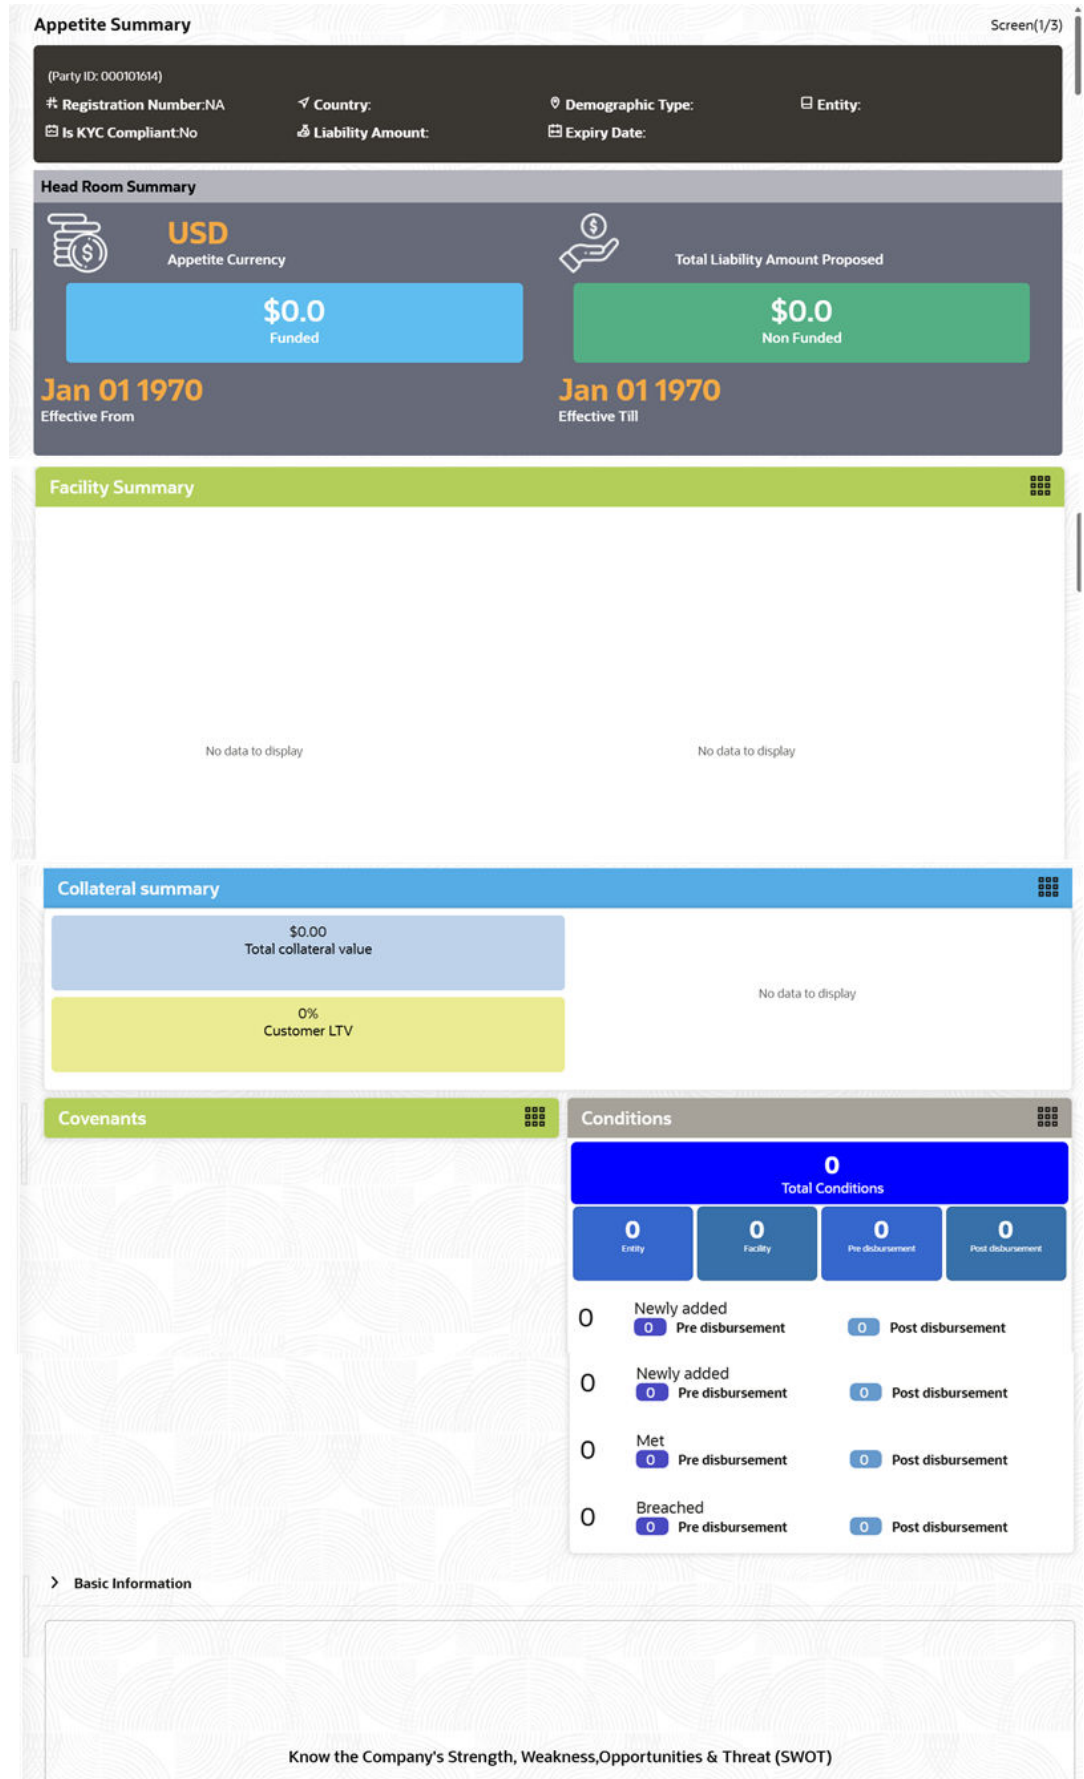 Appetite Summary
Screen(1/3)
(Party ID: 000101614)
Registration Number:NA
Country:
Demographic Type:
Entity:
Is KYC Compliant:No
Liability Amount:
Expiry Date:
Head Room Summary
USD
Appetite Currency
Total Liability Amount Proposed
$0.0
Funded
$0.0
Non Funded
Jan 01 1970
Effective From
Jan 01 1970
Effective Till
Facility Summary
No data to display
No data to display
Collateral summary
$0.00
Total collateral value
No data to display
0%
Customer LTV
Covenants
Conditions
0
Total Conditions
0
Entity
0
Facility
0
Pre disbursement
0
Post disbursement
0
Newly added
0 Pre disbursement
0 Post disbursement
0
Newly added
0 Pre disbursement
0 Post disbursement
0
Met
0 Pre disbursement
0 Post disbursement
0
Breached
0 Pre disbursement
0 Post disbursement
Basic Information
Know the Company's Strength, Weakness,Opportunities & Threat (SWOT)